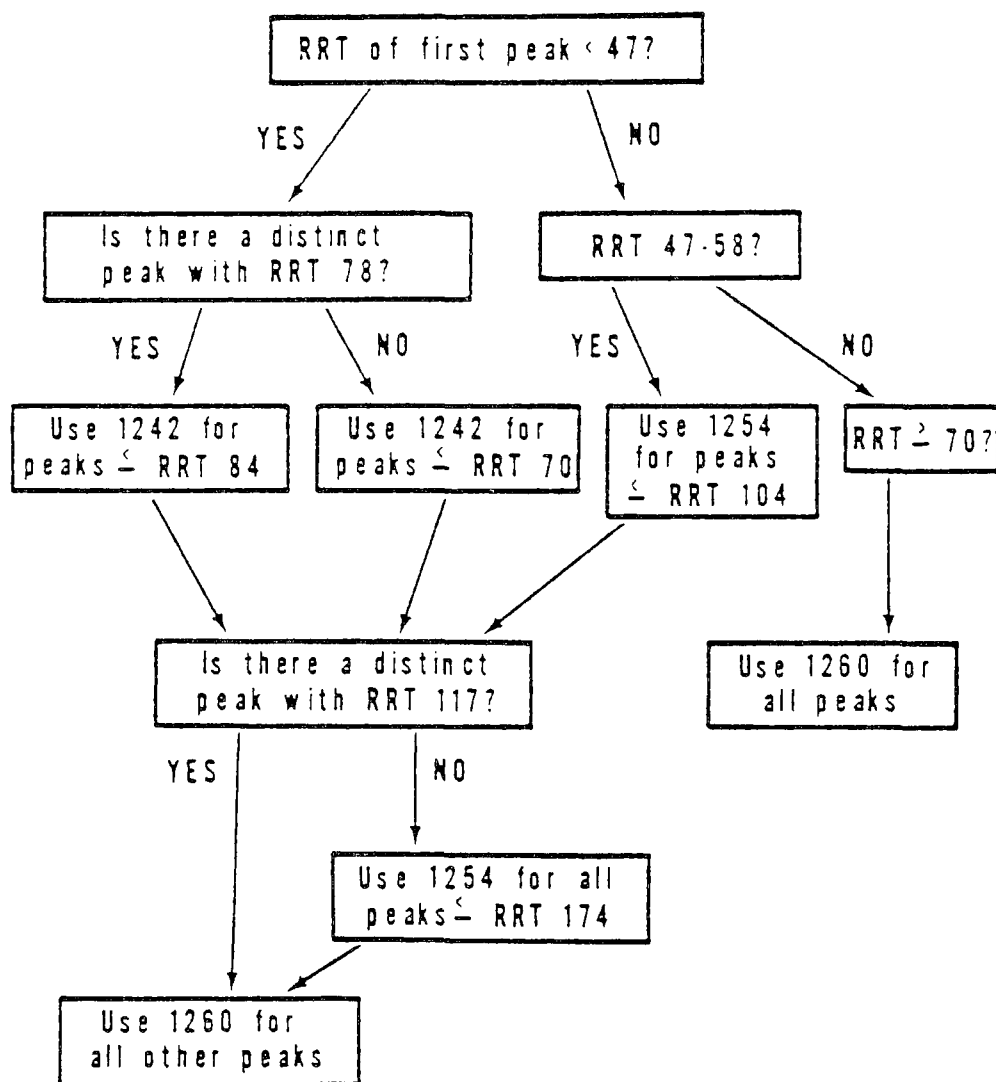 RRT of first peak < 47?
YES
NO
Is there a distinct
peak with RRT 78?
RRT 47-58?
YES
NO
YES
NO
Use 1242 for
peaks ≤ RRT 84
Use 1242 for
peaks ≤ RRT 70
Use 1254
for peaks
≤ RRT 104
RRT ≥ 70?
Is there a distinct
peak with RRT 117?
Use 1260 for
all peaks
YES
NO
Use 1254 for all
peaks ≤ RRT 174
Use 1260 for
all other peaks